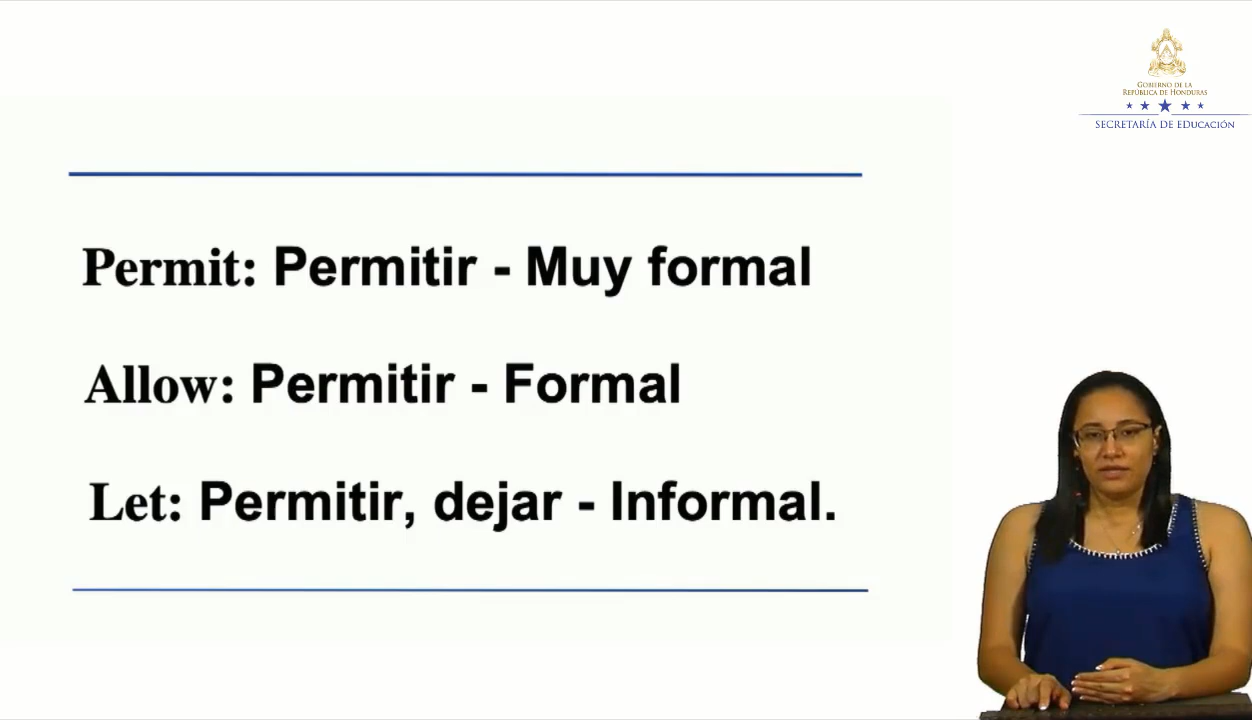 GOBIERNO DE LA
REPÚBLICA DE HONDURAS
SECRETARÍA DE EDUCACIÓN
Permit: Permitir - Muy formal
Allow: Permitir - Formal
Let: Permitir, dejar - Informal.